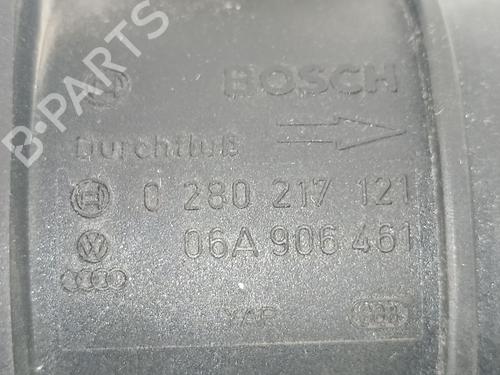 B-PARTS
BOSCH
Durchfluß
0 280 217 121
06A 906 461